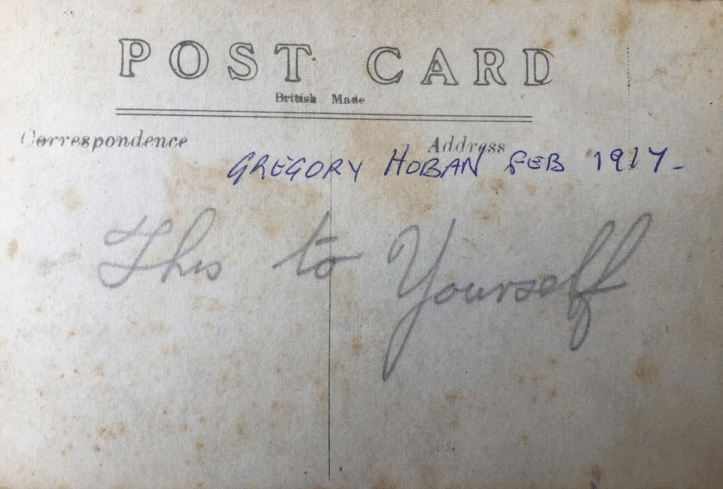 POST CARD
British Made
Correspondence
Address
GREGORY HOBAN FEB 1917-
This to Yourself